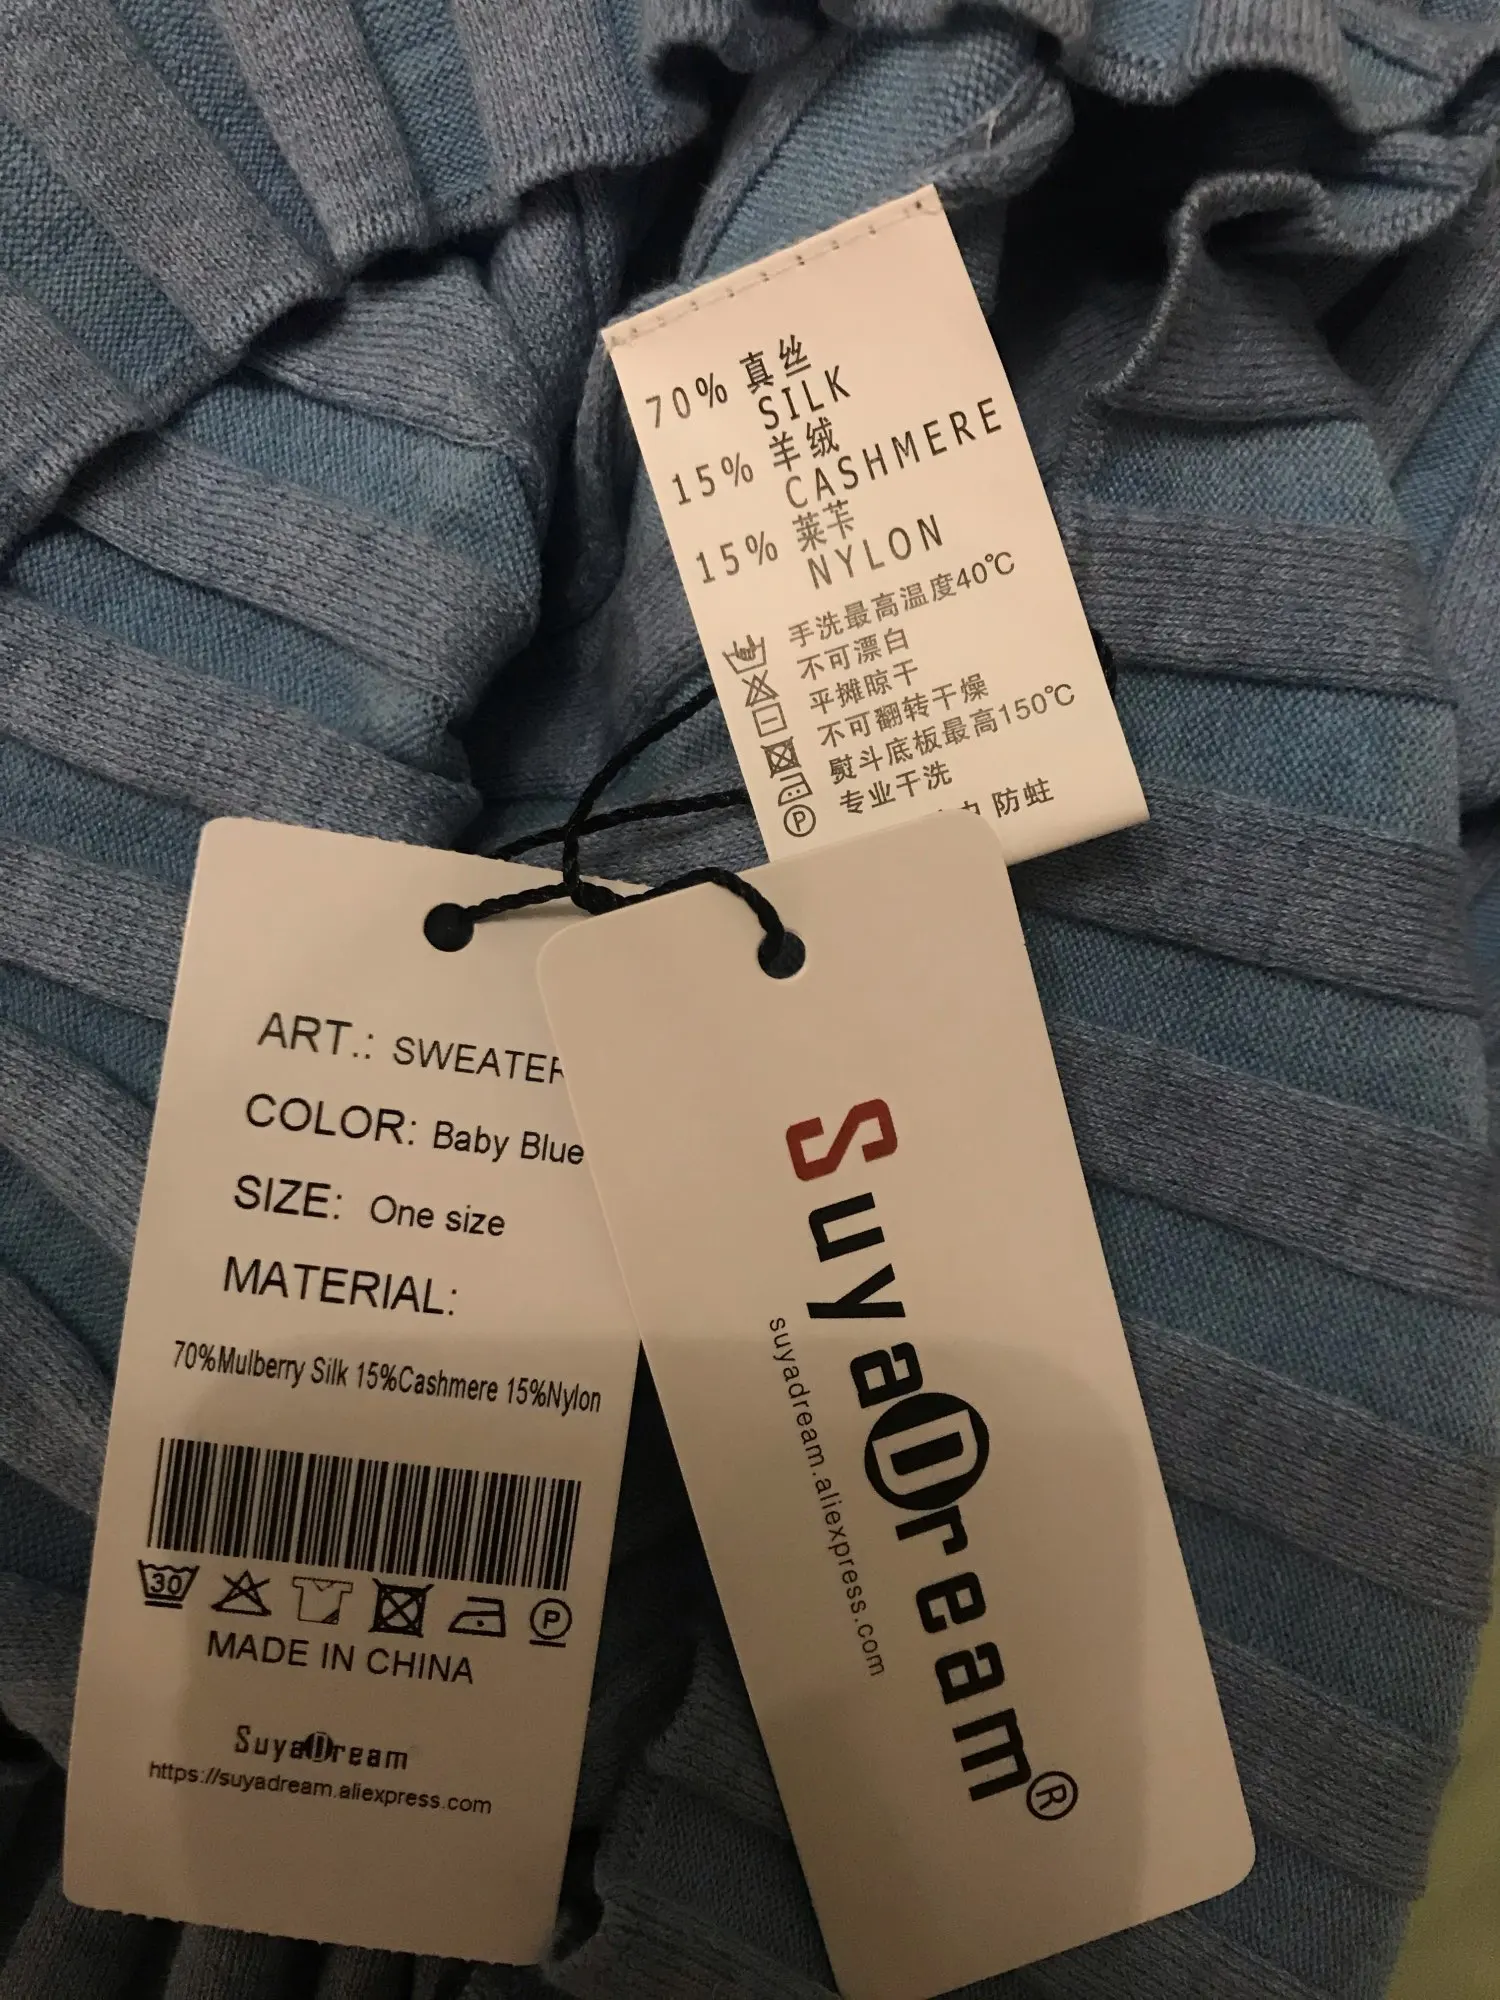 70% 真丝
SILK
15% 羊绒
CASHMERE
15% 莱苄
NYLON
手洗最高温度40℃
不可漂白
平摊晾干
不可翻转干燥
熨斗底板最高150℃
P 专业干洗
防蛀
ART.: SWEATER
COLOR: Baby Blue
SIZE: One size
MATERIAL:
70%Mulberry Silk 15%Cashmere 15%Nylon
30 P
MADE IN CHINA
SuyaDream
https://suyadream.aliexpress.com
SuyaDream®
suyadream.aliexpress.com